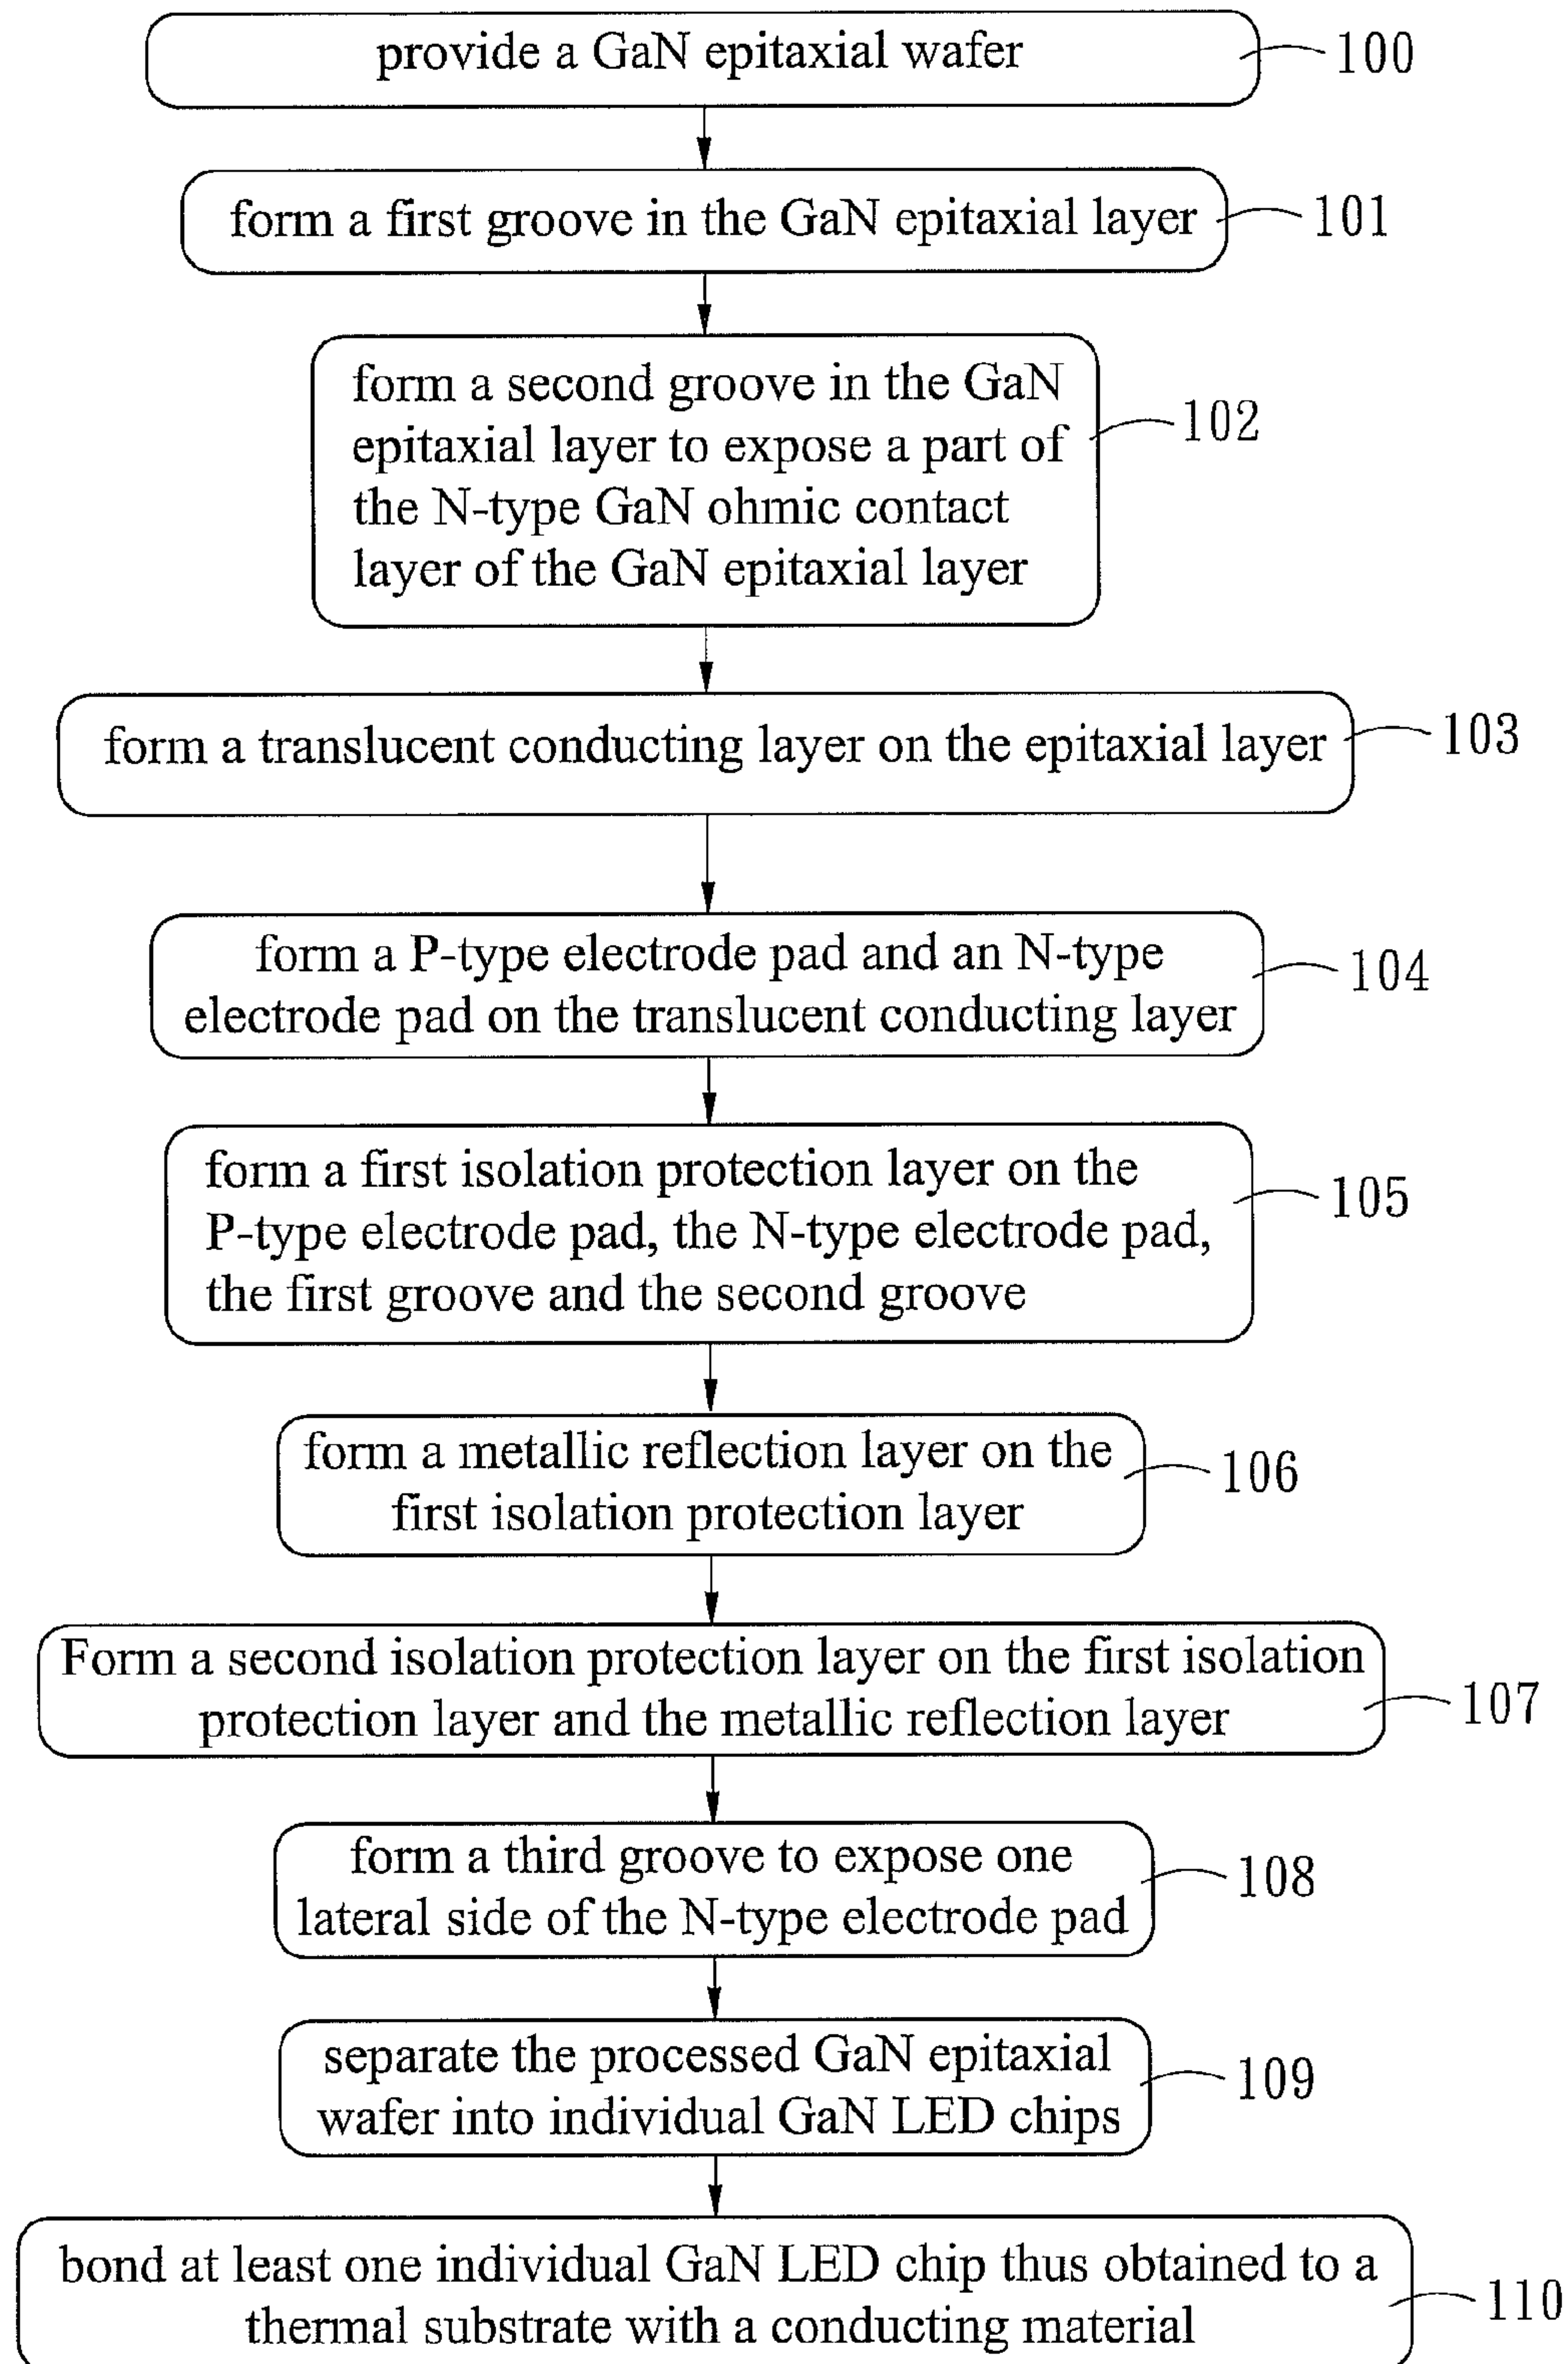 provide a GaN epitaxial wafer
100
form a first groove in the GaN epitaxial layer
101
form a second groove in the GaN
epitaxial layer to expose a part of
the N-type GaN ohmic contact
layer of the GaN epitaxial layer
102
form a translucent conducting layer on the epitaxial layer
103
form a P-type electrode pad and an N-type
electrode pad on the translucent conducting layer
104
form a first isolation protection layer on the
P-type electrode pad, the N-type electrode pad,
the first groove and the second groove
105
form a metallic reflection layer on the
first isolation protection layer
106
Form a second isolation protection layer on the first isolation
protection layer and the metallic reflection layer
107
form a third groove to expose one
lateral side of the N-type electrode pad
108
separate the processed GaN epitaxial
wafer into individual GaN LED chips
109
bond at least one individual GaN LED chip thus obtained to a
thermal substrate with a conducting material
110